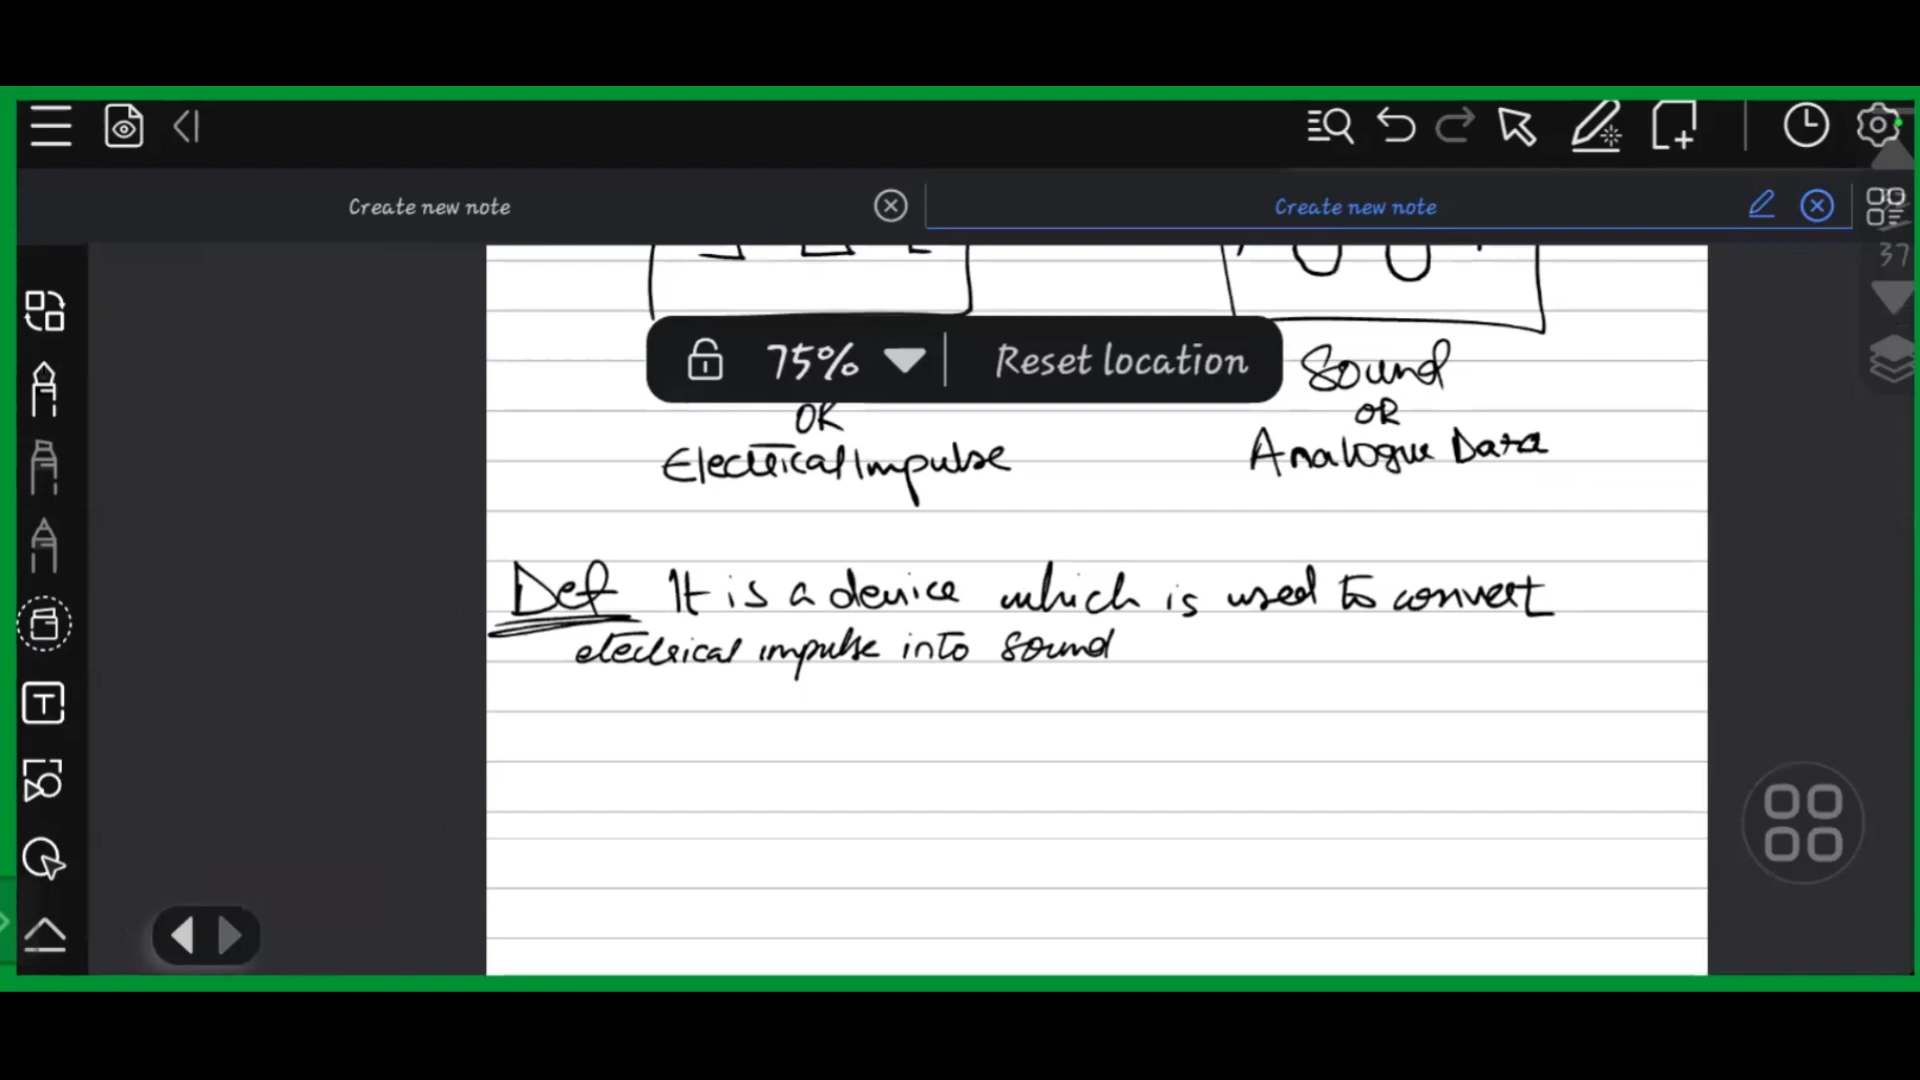 Create new note
Create new note
37
75% Reset location
Sound
OR
OR
Analogue Data
Electrical Impulse
Def It is a device which is used to convert
electrical impulse into sound